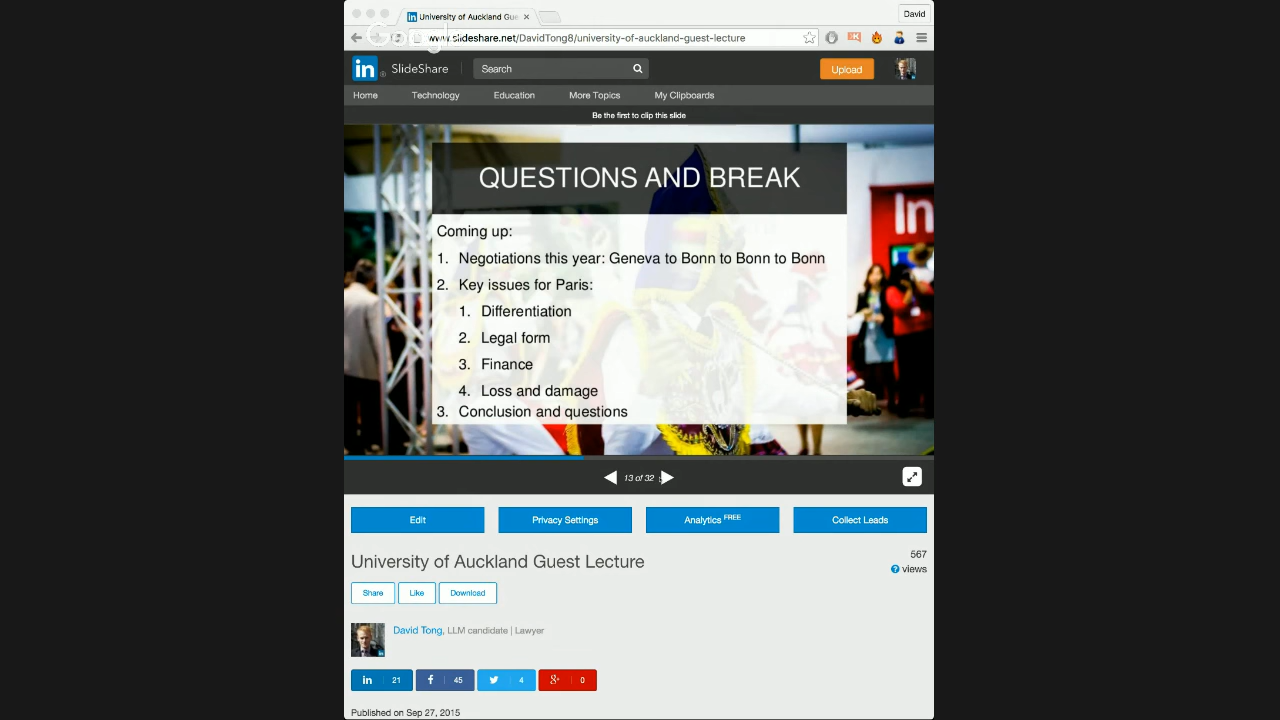 University of Auckland Gu
David
www.slideshare.net/DavidTong8/university-of-auckland-guest-lecture
in SlideShare
Search
Upload
Home
Technology
Education
More Topics
My Clipboards
Be the first to clip this slide
QUESTIONS AND BREAK
In
Coming up:
1. Negotiations this year: Geneva to Bonn to Bonn to Bonn
2. Key issues for Paris:
1. Differentiation
2. Legal form
3. Finance
4. Loss and damage
3. Conclusion and questions
13 of 32
Edit
Privacy Settings
Analytics FREE
Collect Leads
University of Auckland Guest Lecture
567
views
Share
Like
Download
David Tong, LLM candidate | Lawyer
in 21
f 45
4
g+ 0
Published on Sep 27, 2015